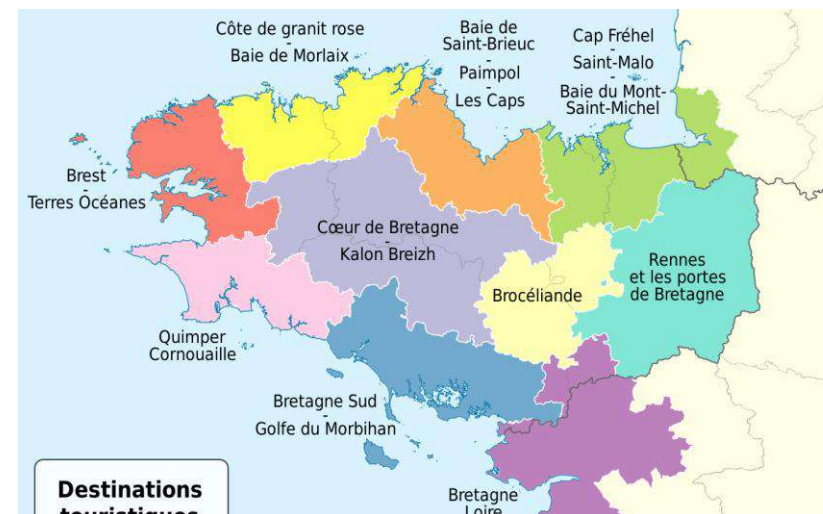 Côte de granit rose
-
Baie de Morlaix
Baie de
Saint-Brieuc
-
Paimpol
-
Les Caps
Cap Fréhel
-
Saint-Malo
-
Baie du Mont-
Saint-Michel
Brest
-
Terres Océanes
Cœur de Bretagne
-
Kalon Breizh
Rennes
et les portes
de Bretagne
Brocéliande
Quimper
Cornouaille
Bretagne Sud
-
Golfe du Morbihan
Bretagne
Loire
Destinations
touristiques